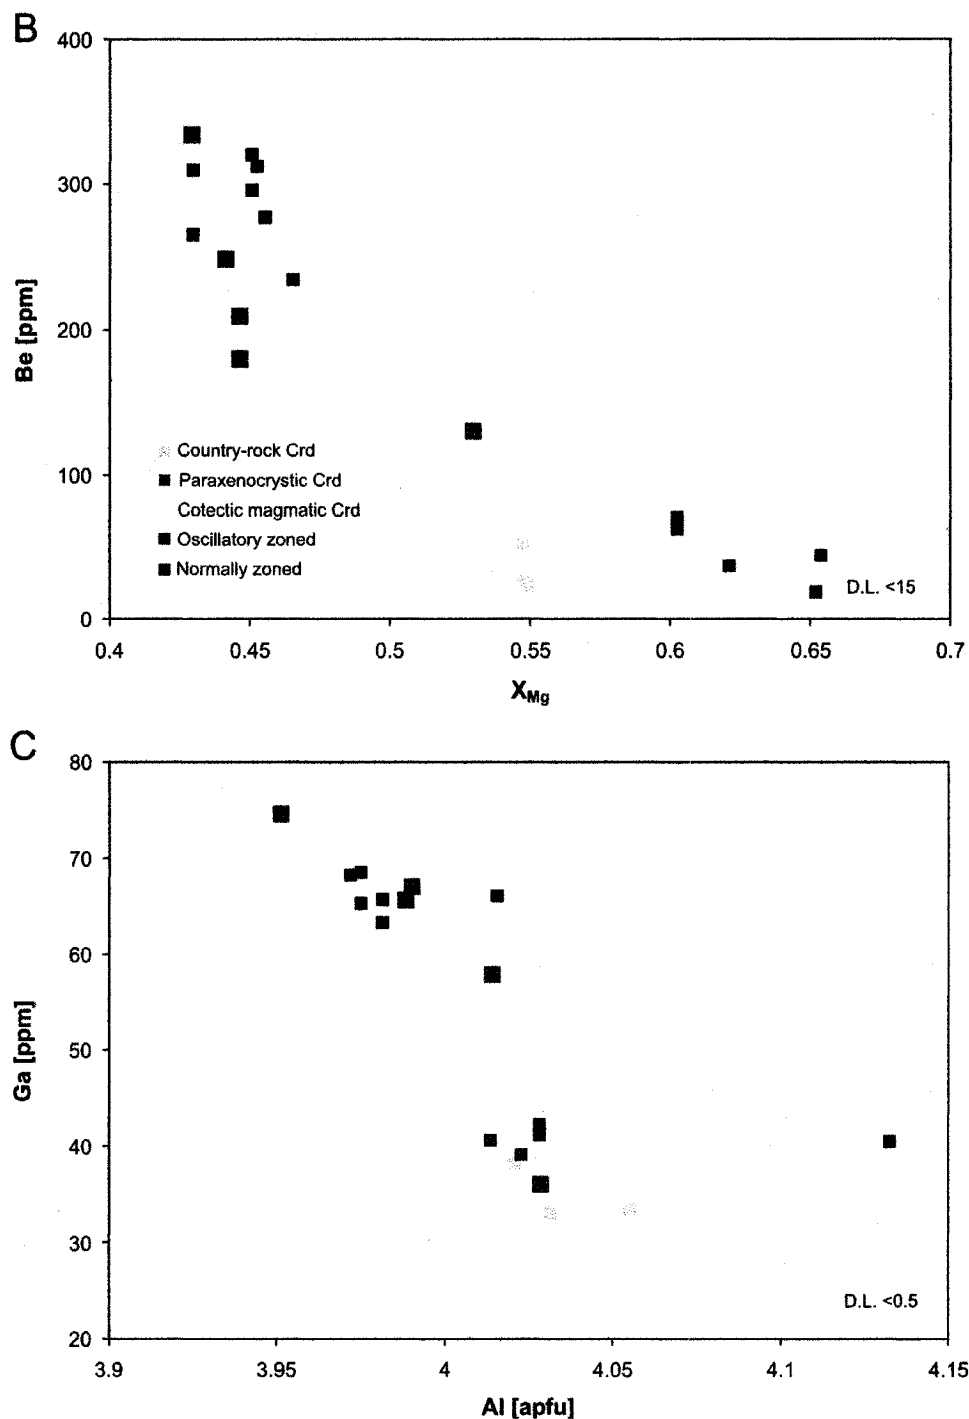 B
400
300
200
100
0
Be [ppm]
Country-rock Crd
Paraxenocrystic Crd
Cotectic magmatic Crd
Oscillatory zoned
Normally zoned
D.L. <15
0.4 0.45 0.5 0.55 0.6 0.65 0.7
XMg
C
80
70
60
50
40
30
20
Ga [ppm]
D.L. <0.5
3.9 3.95 4 4.05 4.1 4.15
Al [apfu]